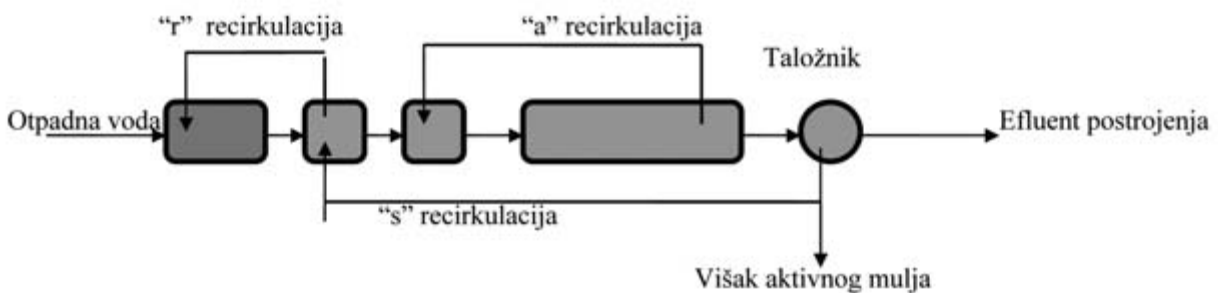 “r” recirkulacija
“a” recirkulacija
Taložnik
Otpadna voda
Efluent postrojenja
“s” recirkulacija
Višak aktivnog mulja